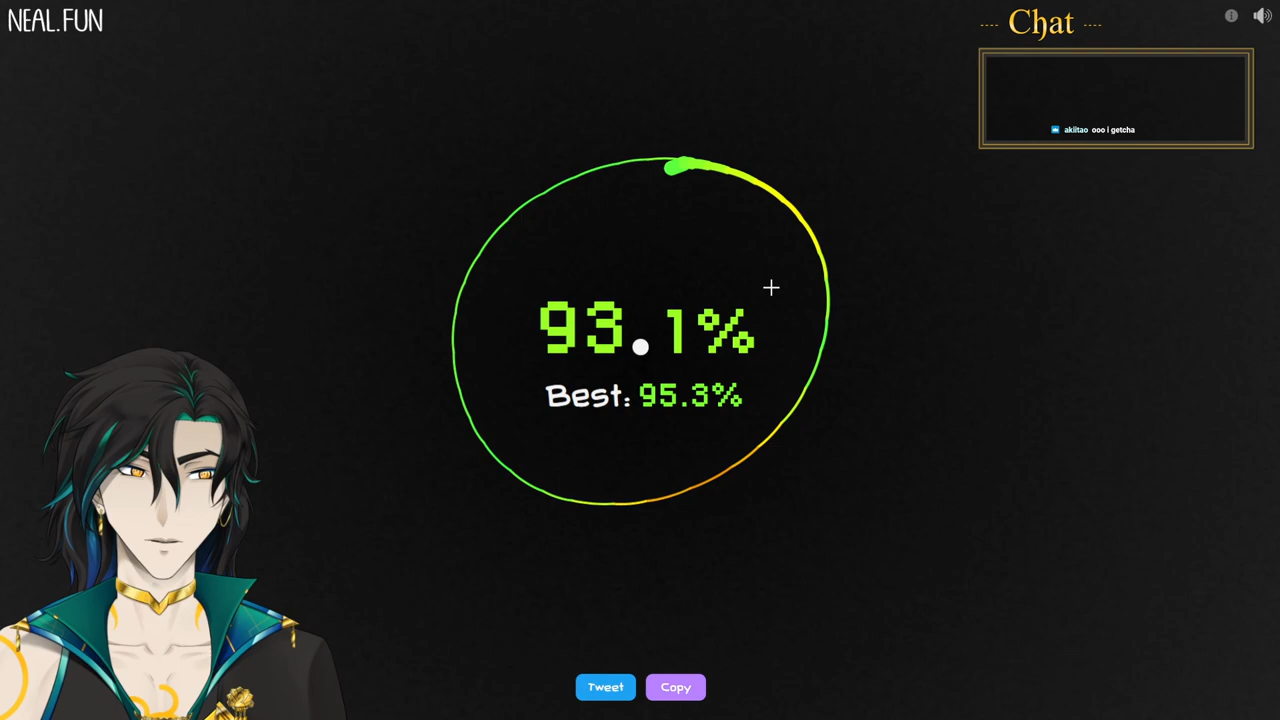 NEAL.FUN
---- Chat ----
akiitao ooo i getcha
93.1%
Best: 95.3%
Tweet
Copy